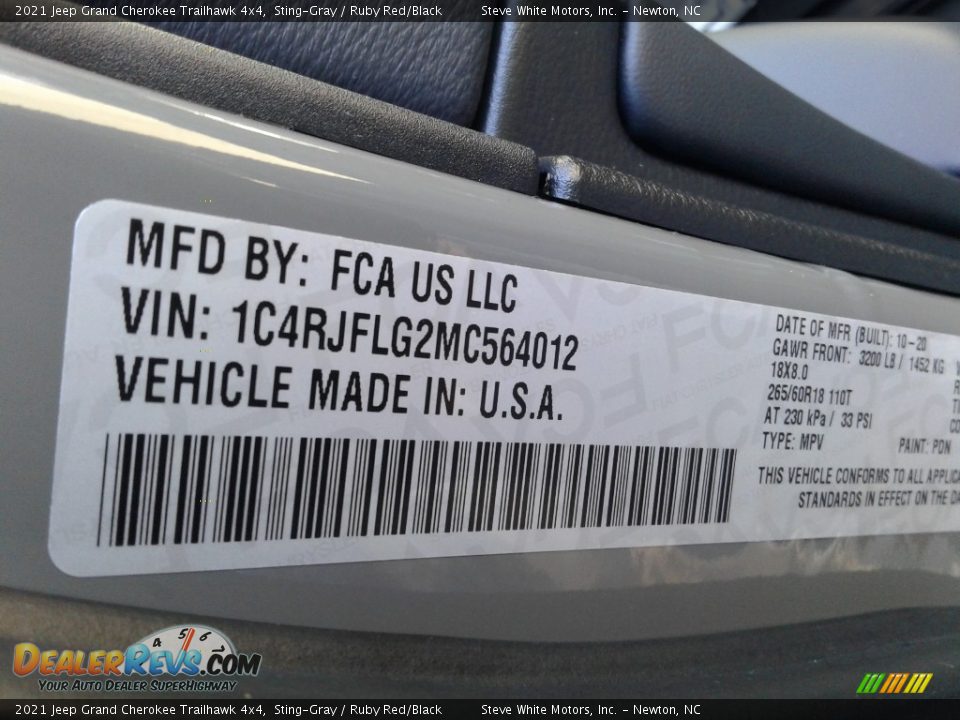 2021 Jeep Grand Cherokee Trailhawk 4x4, Sting-Gray / Ruby Red/Black Steve White Motors, Inc. - Newton, NC
MFD BY: FCA US LLC
VIN: 1C4RJFLG2MC564012
VEHICLE MADE IN: U.S.A.
DATE OF MFR (BUILT): 10-20
GAWR FRONT: 3200 LB / 1452 KG
18X8.0
265/60R18 110T
AT 230 kPa / 33 PSI
TYPE: MPV PAINT: PDN
THIS VEHICLE CONFORMS TO ALL APPLICA
STANDARDS IN EFFECT ON THE DA
4 5 6
DEALERREVS.COM
YOUR AUTO DEALER SUPERHIGHWAY
2021 Jeep Grand Cherokee Trailhawk 4x4, Sting-Gray / Ruby Red/Black Steve White Motors, Inc. - Newton, NC